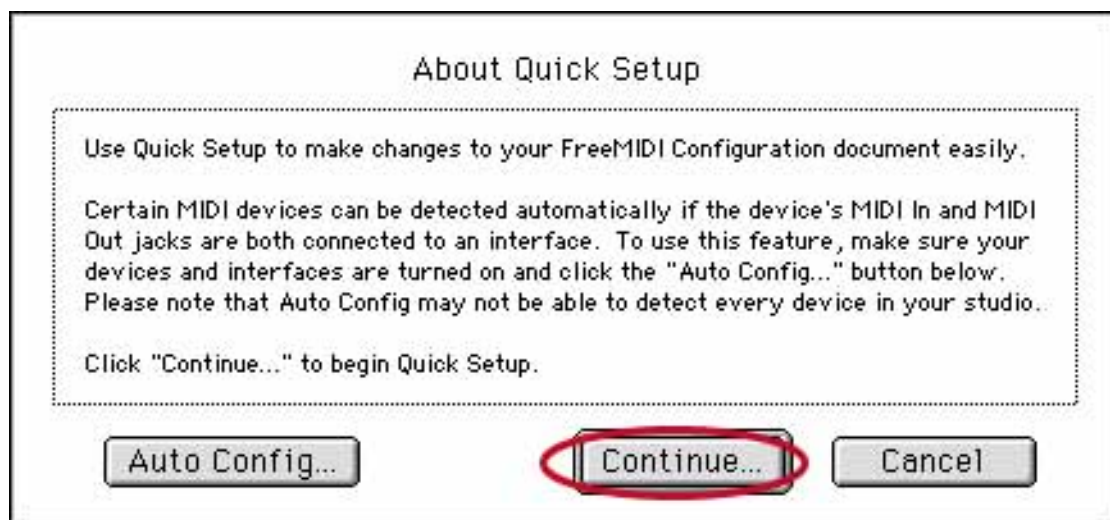 About Quick Setup
Use Quick Setup to make changes to your FreeMIDI Configuration document easily.
Certain MIDI devices can be detected automatically if the device's MIDI In and MIDI
Out jacks are both connected to an interface. To use this feature, make sure your
devices and interfaces are turned on and click the "Auto Config..." button below.
Please note that Auto Config may not be able to detect every device in your studio.
Click "Continue..." to begin Quick Setup.
Auto Config... Continue... Cancel